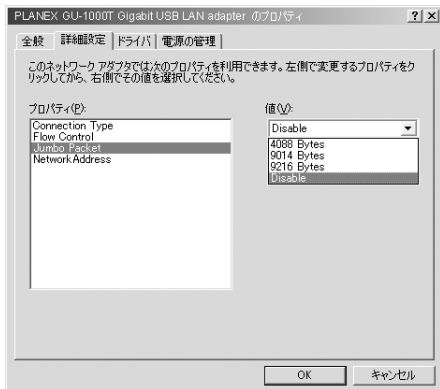 PLANEX GU-1000T Gigabit USB LAN adapter のプロパティ
全般 詳細設定 ドライバ 電源の管理
このネットワーク アダプタでは次のプロパティを利用できます。左側で変更するプロパティをク
リックしてから、右側でその値を選択してください。
プロパティ(P):
Connection Type
Flow Control
Jumbo Packet
NetworkAddress
値(V):
Disable
4088 Bytes
9014 Bytes
9216 Bytes
Disable
OK キャンセル